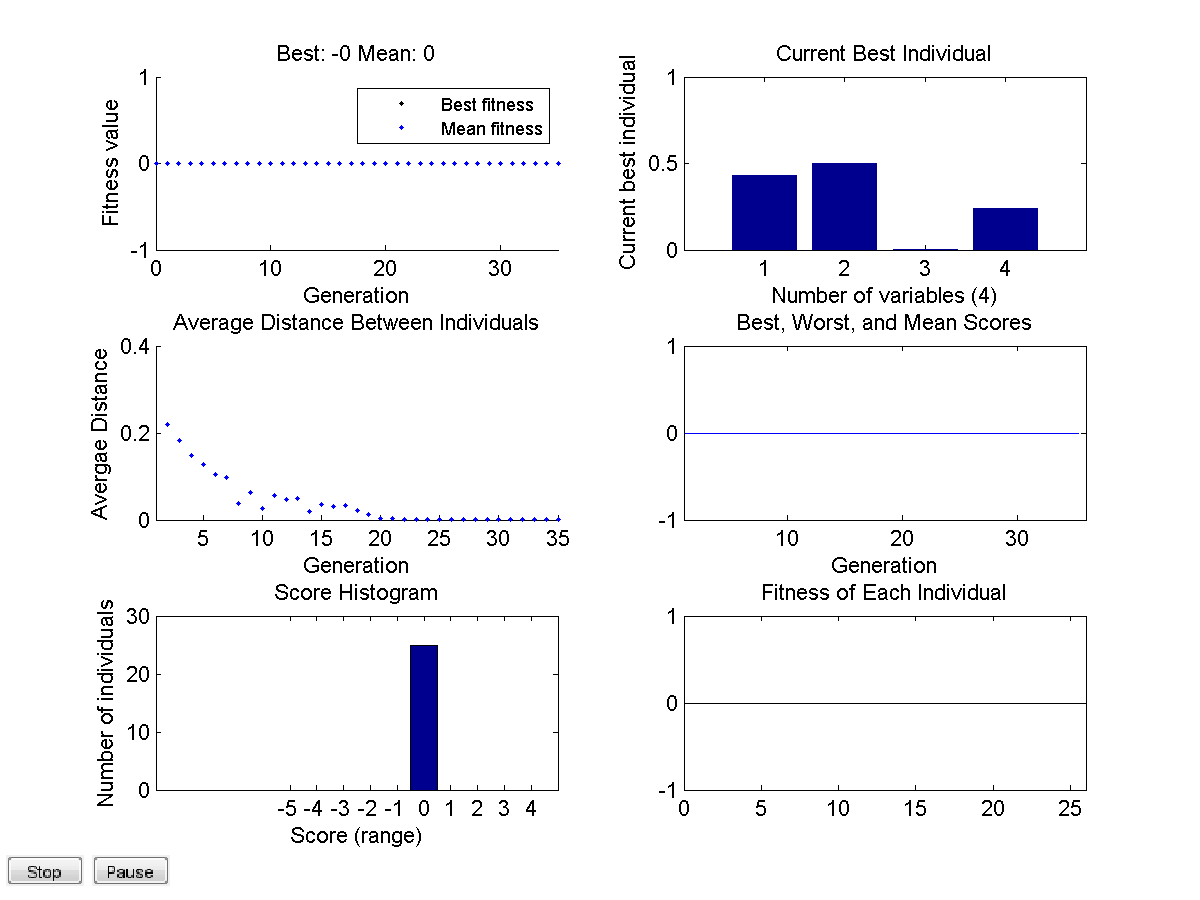 Best: -0 Mean: 0
1
0
-1
Fitness value
Best fitness
Mean fitness
0 10 20 30
Generation
Current Best Individual
1
0.5
0
Current best individual
1 2 3 4
Number of variables (4)
Average Distance Between Individuals
0.4
0.2
0
Avergae Distance
5 10 15 20 25 30 35
Generation
Best, Worst, and Mean Scores
1
0
-1
10 20 30
Generation
Score Histogram
30
20
10
0
Number of individuals
-5 -4 -3 -2 -1 0 1 2 3 4
Score (range)
Fitness of Each Individual
1
0
-1
0 5 10 15 20 25
Stop Pause